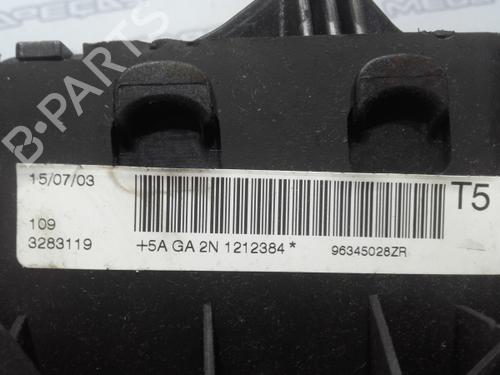 B-PARTS
15/07/03
T5
109
3283119
+5A GA 2N 1212384 *
96345028ZR